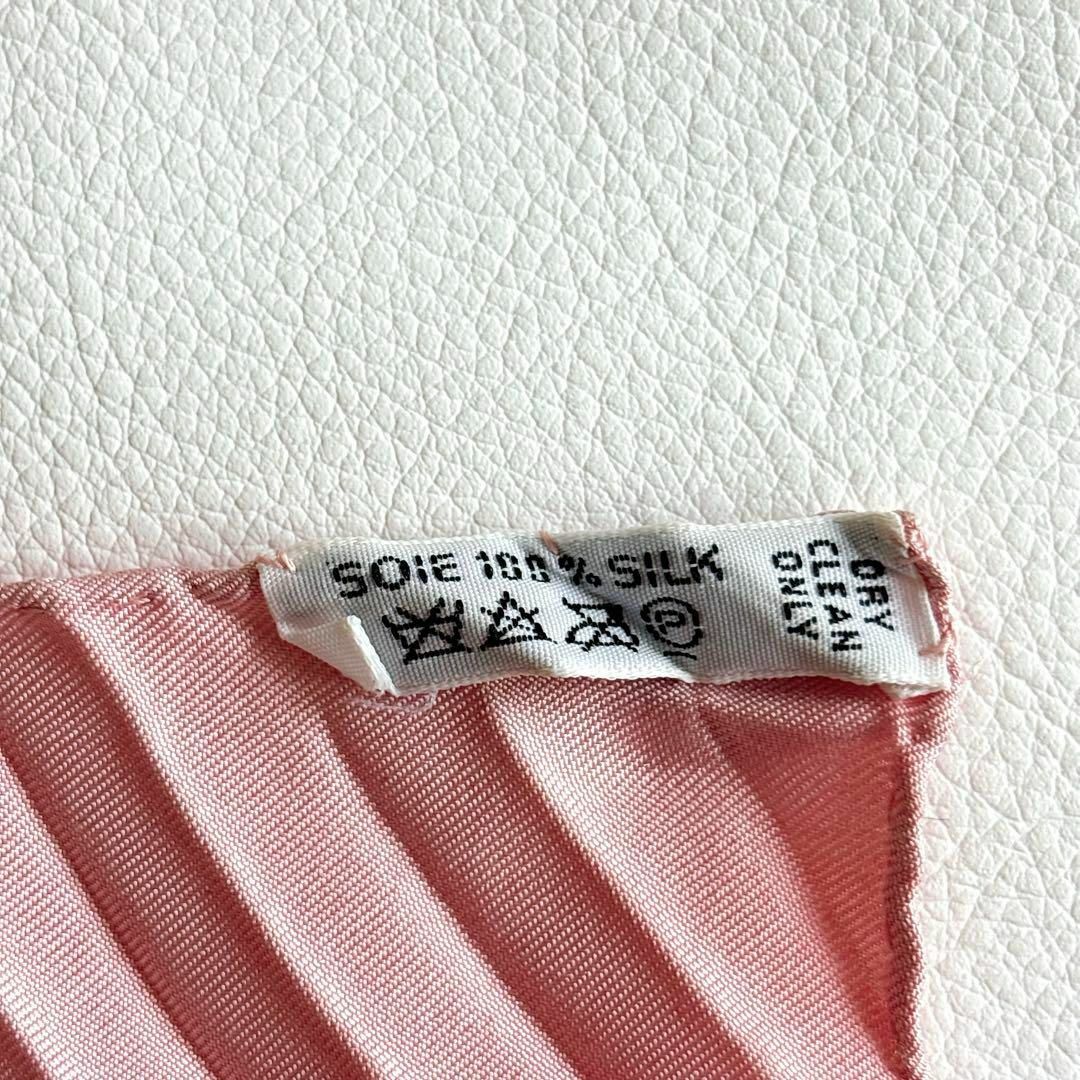 SOIE 100% SILK
DRY
CLEAN
ONLY
P